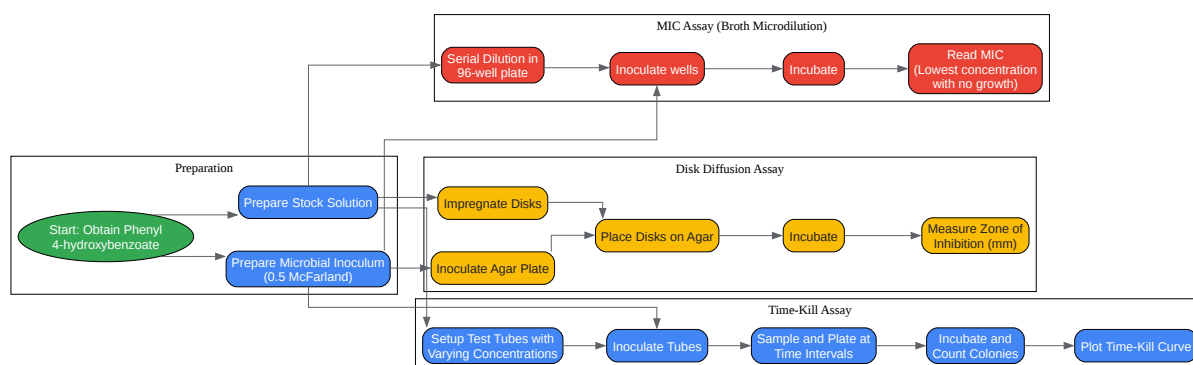 MIC Assay (Broth Microdilution)
Serial Dilution in
96-well plate
Inoculate wells
Incubate
Read MIC
(Lowest concentration
with no growth)
Preparation
Start: Obtain Phenyl
4-hydroxybenzoate
Prepare Stock Solution
Prepare Microbial Inoculum
(0.5 McFarland)
Disk Diffusion Assay
Impregnate Disks
Inoculate Agar Plate
Place Disks on Agar
Incubate
Measure Zone of
Inhibition (mm)
Time-Kill Assay
Setup Test Tubes with
Varying Concentrations
Inoculate Tubes
Sample and Plate at
Time Intervals
Incubate and
Count Colonies
Plot Time-Kill Curve